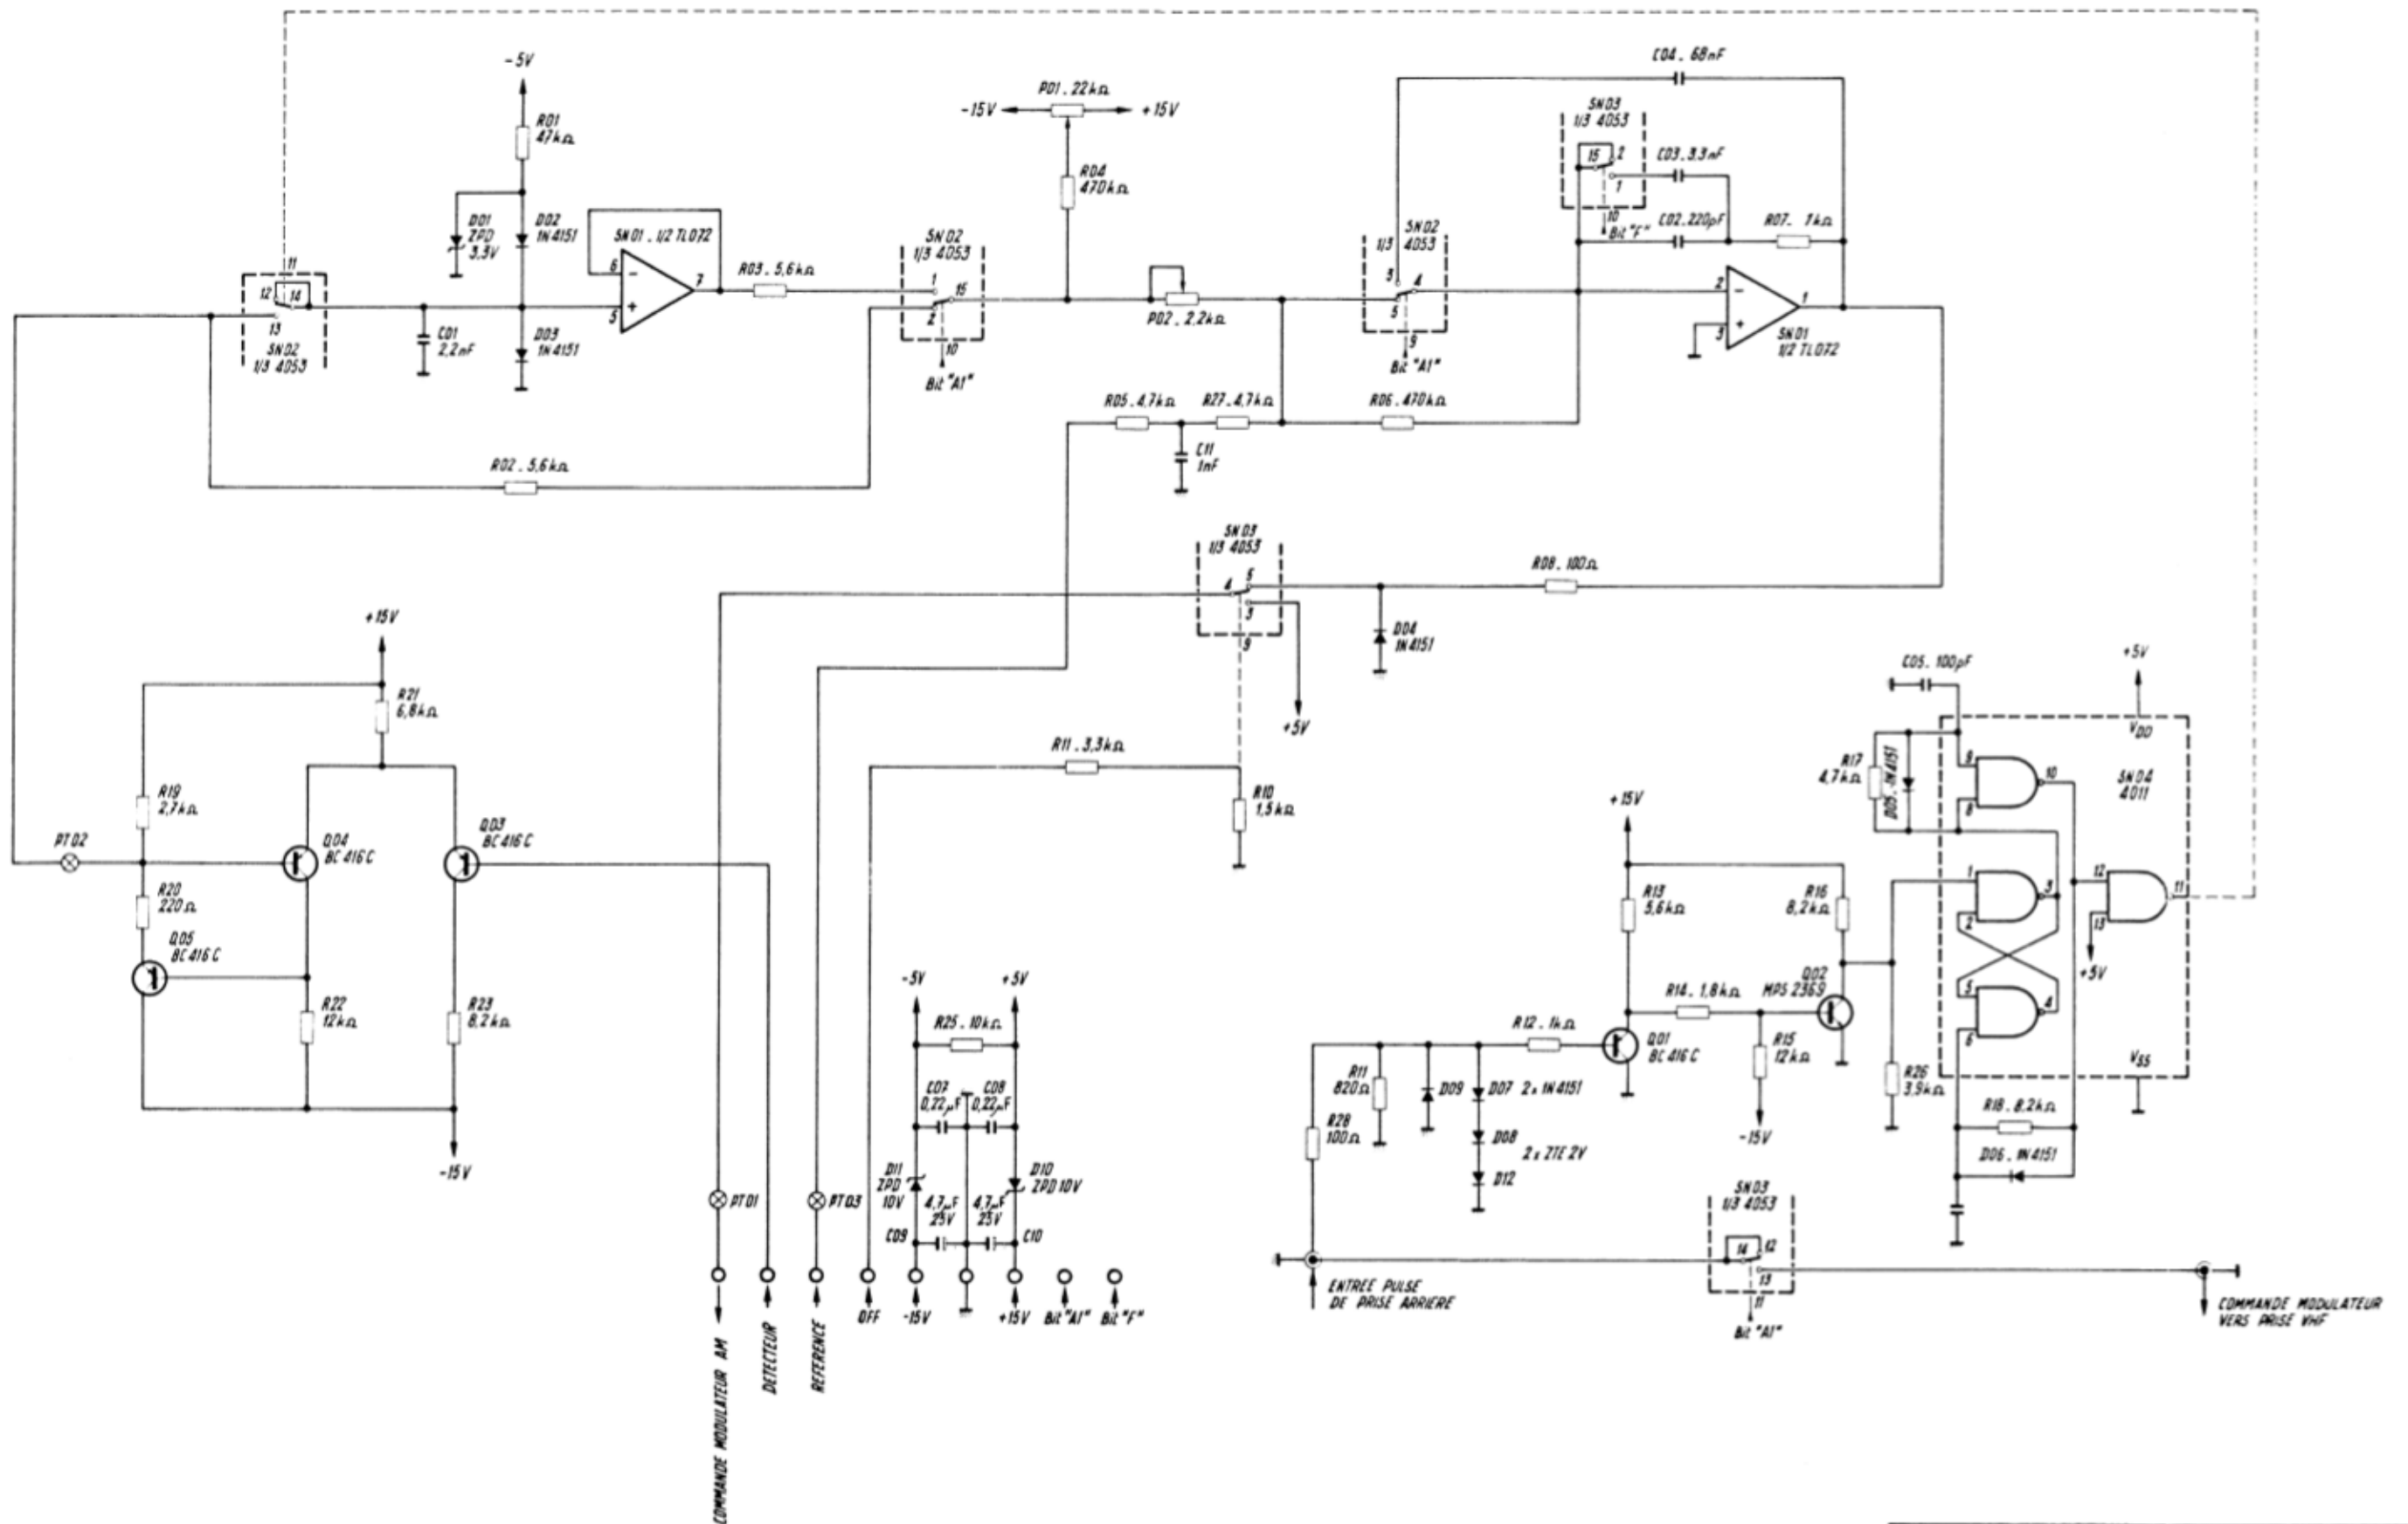 C04 _ 68nF
-5V
P01 . 22kΩ
-15V
+15V
SN03
1/3 4053
R01
47kΩ
15
2
C03 _ 3,3nF
1
R04
470kΩ
10
Bit "F"
C02 _ 220pF
R07 _ 1kΩ
D01
ZPD
3,3V
D02
1N4151
SN01 _ 1/2 TL072
6
7
5
R03 _ 5,6kΩ
SN02
1/3 4053
1
15
2
10
Bit "A1"
SN02
1/3 4053
3
4
5
9
Bit "A1"
2
1
3
SN01
1/2 TL072
11
12
14
13
SN02
1/3 4053
C01
2,2nF
D03
1N4151
P02 _ 2,2kΩ
R05 _ 4,7kΩ
R27 _ 4,7kΩ
R06 _ 470kΩ
C11
1nF
R02 _ 5,6kΩ
SN03
1/3 4053
4
5
3
9
R08 _ 100Ω
D04
1N4151
+5V
+15V
R21
6,8kΩ
R11 _ 3,3kΩ
R10
1,5kΩ
R19
2,7kΩ
PT02
Q04
BC 416 C
Q03
BC 416 C
R20
220Ω
Q05
BC 416 C
R22
12kΩ
R23
8,2kΩ
-15V
C05 _ 100pF
+5V
VDD
R17
4,7kΩ
D05 _ 1N4151
9
10
8
SN04
4011
+15V
R13
5,6kΩ
R16
8,2kΩ
1
3
2
12
11
13
+5V
5
4
6
Q02
MPS 2369
R14 _ 1,8kΩ
R12 _ 1kΩ
Q01
BC 416 C
R15
12kΩ
-15V
R26
3,9kΩ
VSS
R18 _ 8,2kΩ
D06 _ 1N4151
R11
820Ω
D09
D07
2 x 1N4151
R28
100Ω
D08
2 x ZTE 2V
D12
-5V
+5V
R25 _ 10kΩ
C07
0,22µF
C08
0,22µF
D11
ZPD
10V
D10
ZPD 10V
4,7µF
25V
4,7µF
25V
C09
C10
PT01
PT03
SN03
1/3 4053
14
12
13
11
Bit "A1"
ENTREE PULSE
DE PRISE ARRIERE
COMMANDE MODULATEUR
VERS PRISE VHF
COMMANDE MODULATEUR AM
DETECTEUR
REFERENCE
OFF
-15V
+15V
Bit "A1"
Bit "F"